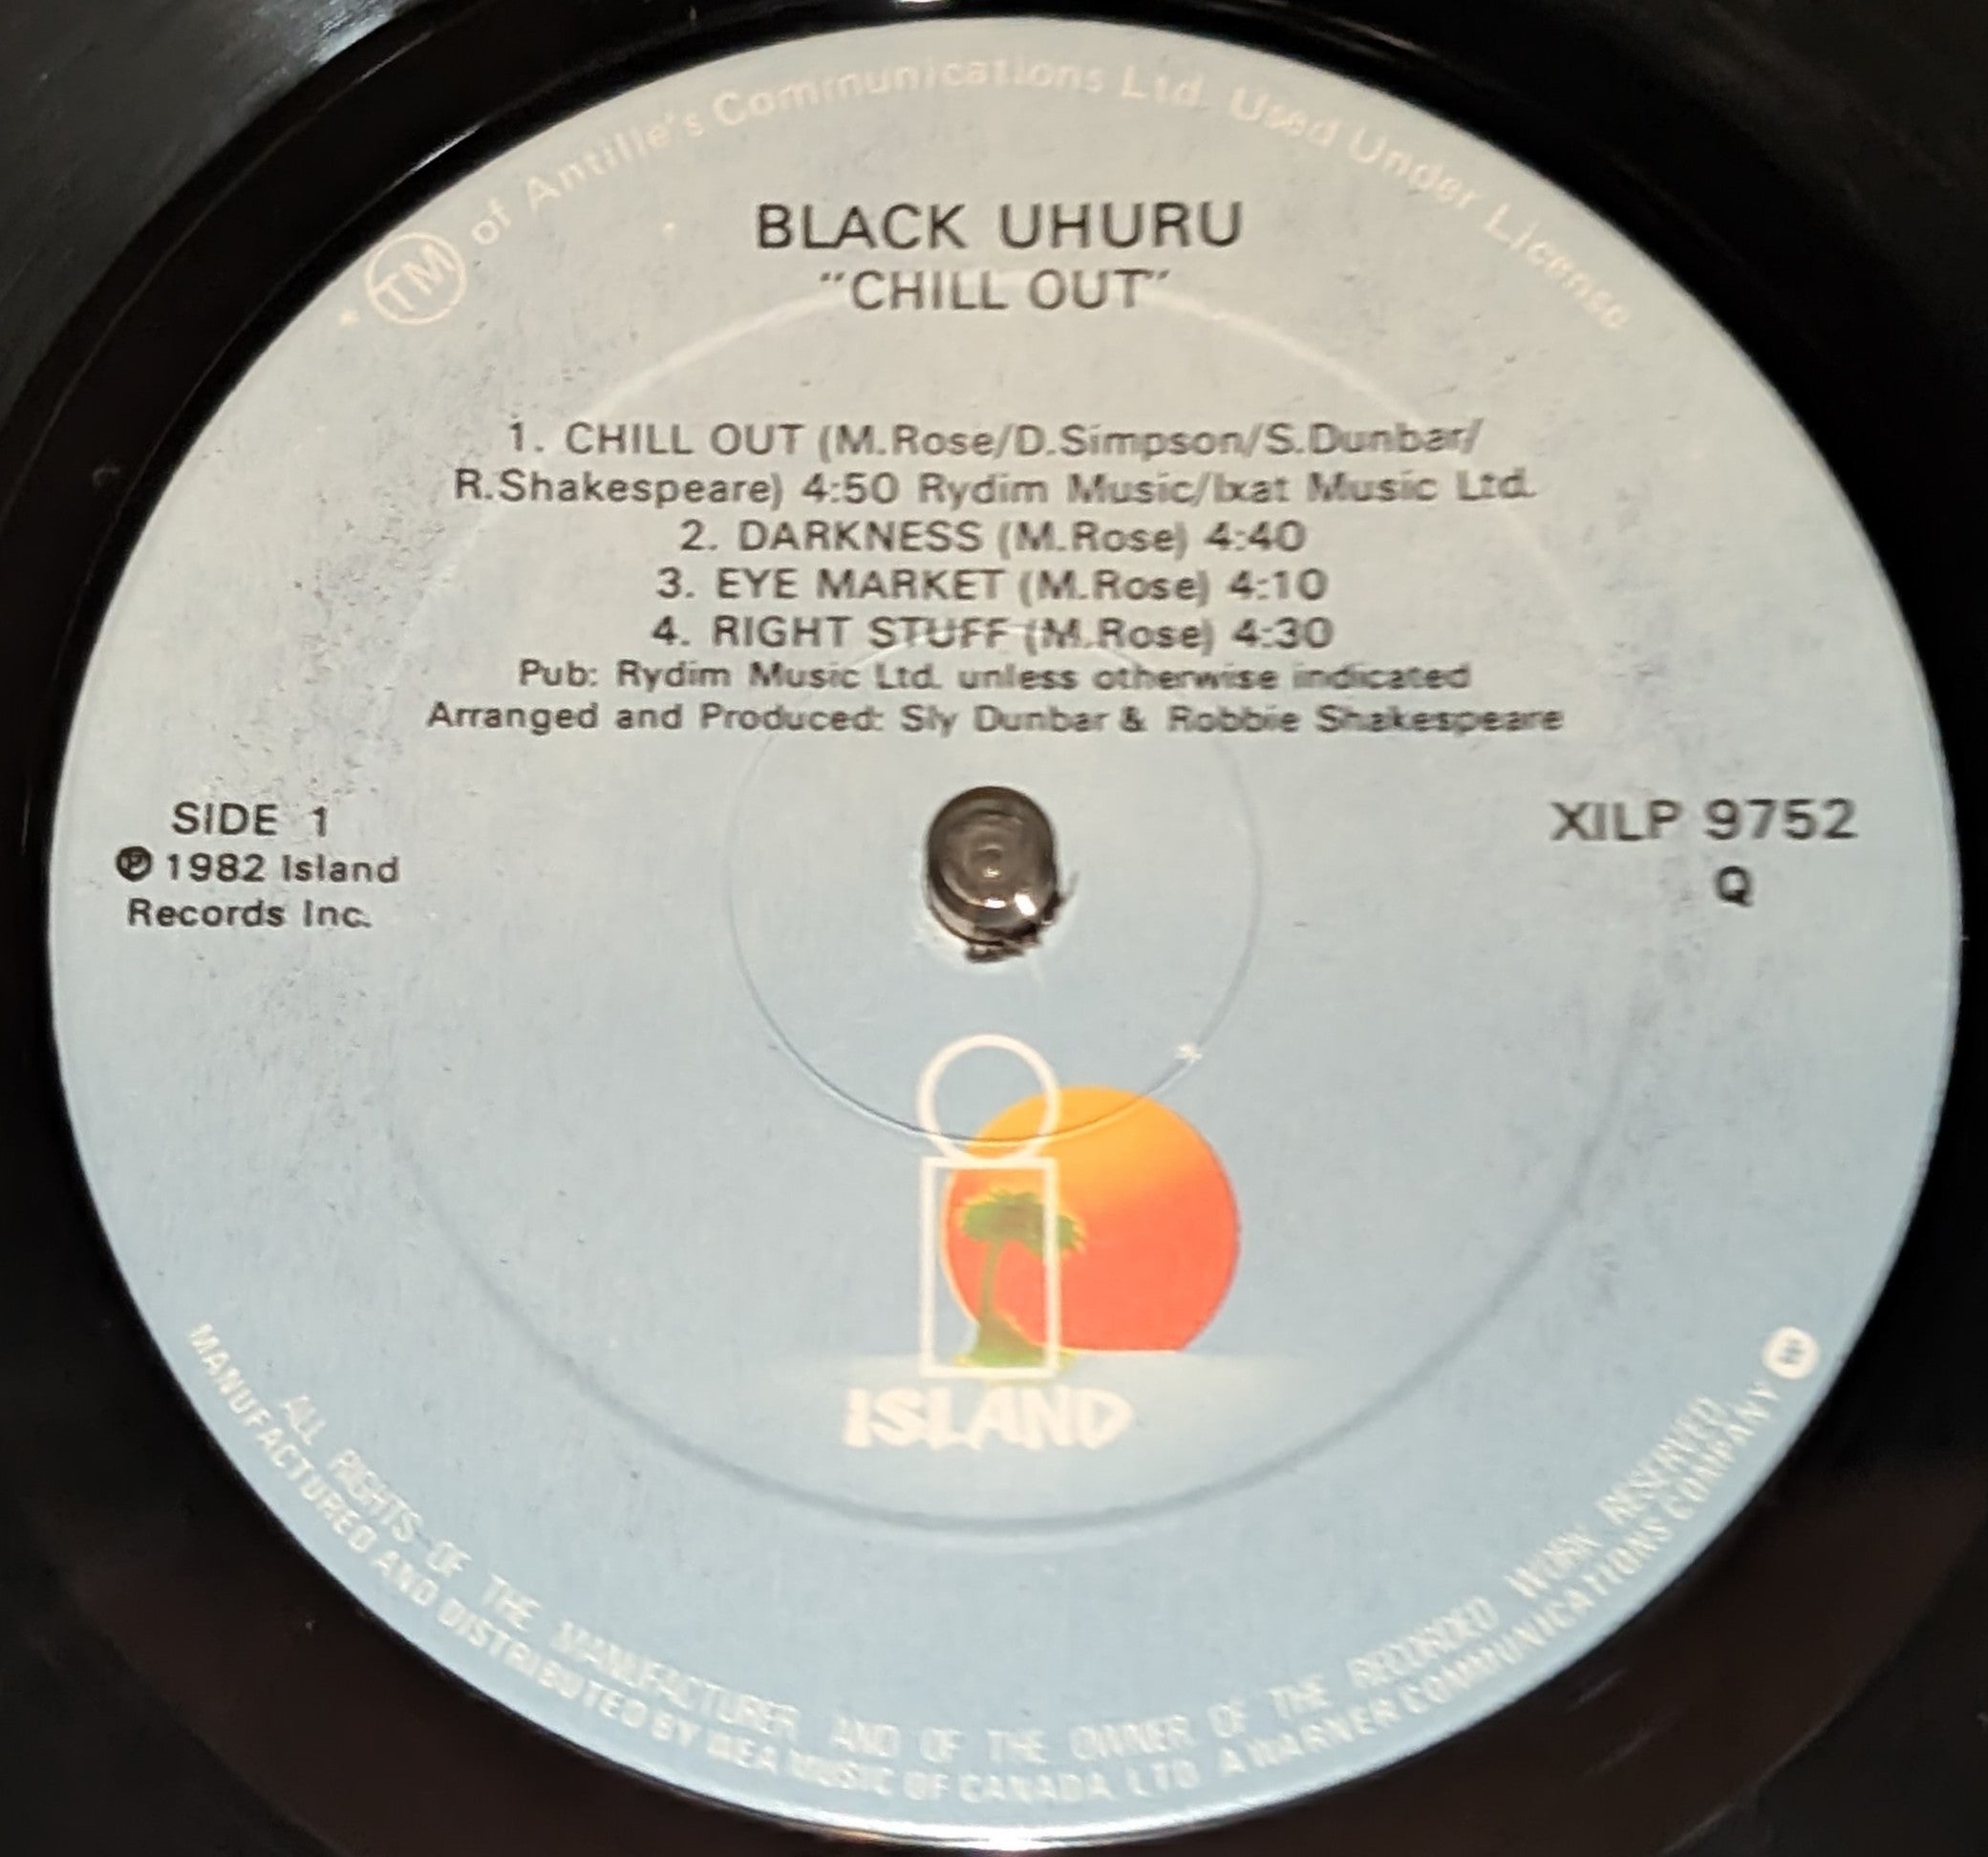 * TM of Antille's Communications Ltd. Used Under License
BLACK UHURU
"CHILL OUT"
1. CHILL OUT (M.Rose/D.Simpson/S.Dunbar/
R.Shakespeare) 4:50 Rydim Music/Ixat Music Ltd.
2. DARKNESS (M.Rose) 4:40
3. EYE MARKET (M.Rose) 4:10
4. RIGHT STUFF (M.Rose) 4:30
Pub: Rydim Music Ltd. unless otherwise indicated
Arranged and Produced: Sly Dunbar & Robbie Shakespeare
SIDE 1
℗ 1982 Island
Records Inc.
XILP 9752
Q
i
ISLAND
ALL RIGHTS OF THE MANUFACTURER AND OF THE OWNER OF THE RECORDED WORK RESERVED
MANUFACTURED AND DISTRIBUTED BY WEA MUSIC OF CANADA, LTD A WARNER COMMUNICATIONS COMPANY